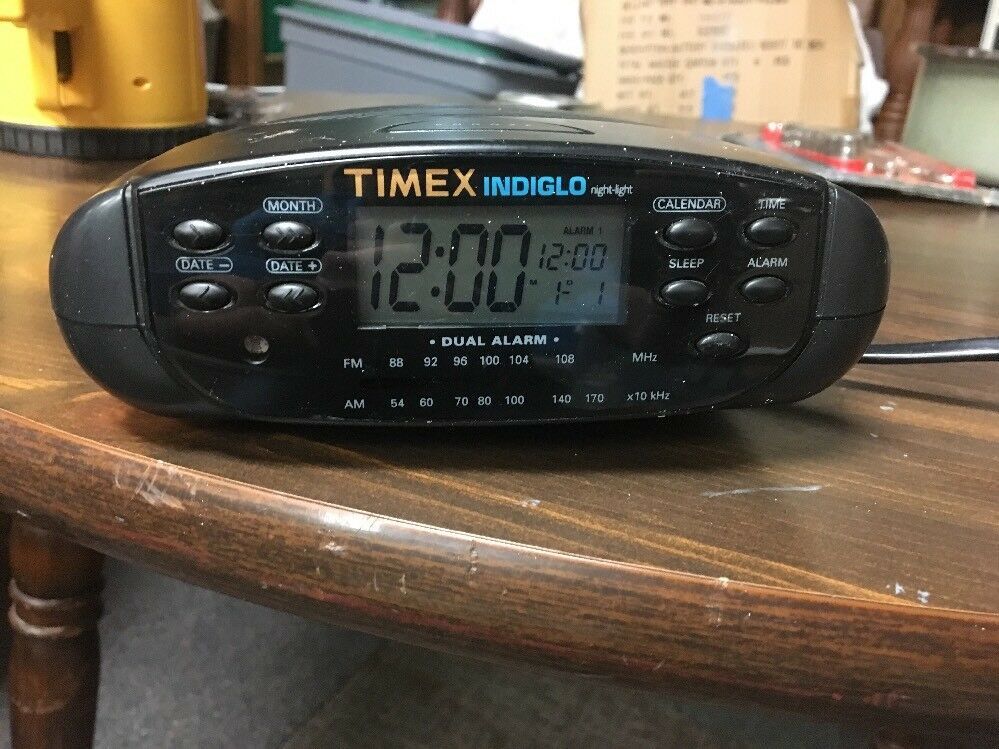 TIMEX INDIGLO night-light
MONTH
DATE -
DATE +
12:00
ALARM 1
12:00
M D
1- 1
CALENDAR
TIME
SLEEP
ALARM
RESET
• DUAL ALARM •
FM 88 92 96 100 104 108 MHz
AM 54 60 70 80 100 140 170 x10 kHz